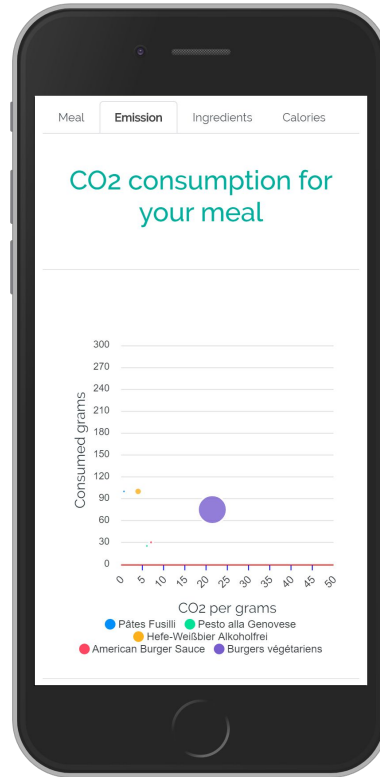 Meal Emission Ingredients Calories
CO2 consumption for
your meal
Consumed grams
300
270
240
210
180
150
120
90
60
30
0
0 5 10 15 20 25 30 35 40 45 50
CO2 per grams
Pâtes Fusilli Pesto alla Genovese
Hefe-Weißbier Alkoholfrei
American Burger Sauce Burgers végétariens